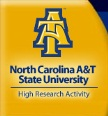 A&T
North Carolina A&T
State University
High Research Activity